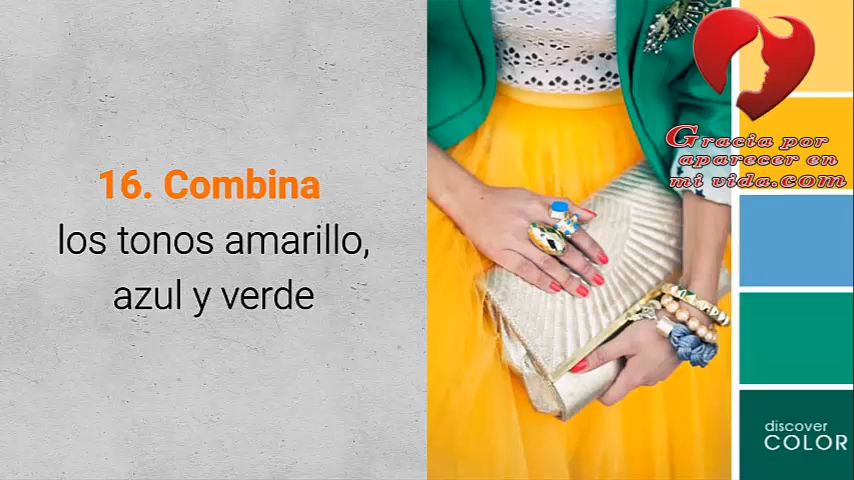 16. Combina
los tonos amarillo,
azul y verde
Gracia por
aparecer en
mi vida.com
discover
COLOR